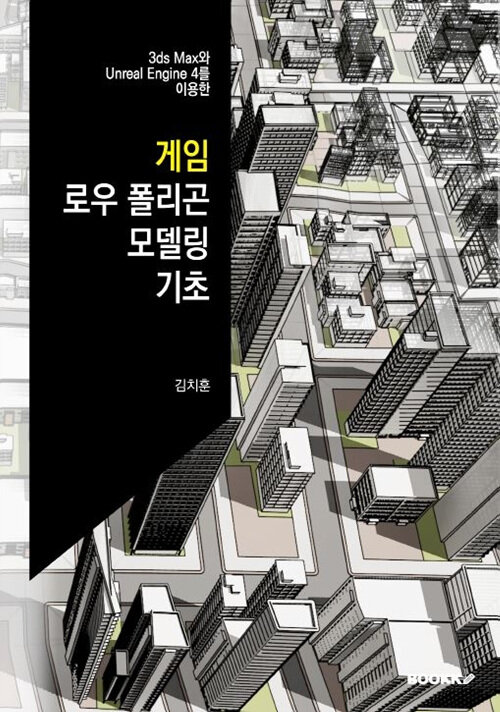 3ds Max와
Unreal Engine 4를
이용한
게임
로우 폴리곤
모델링
기초
김치훈
BOOKK